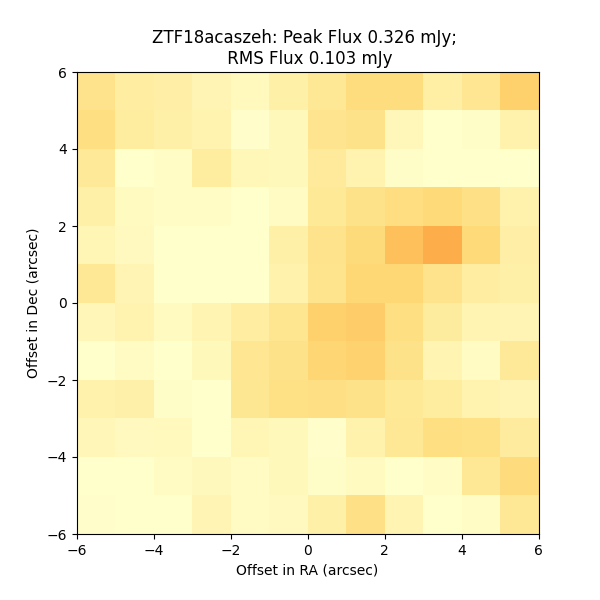 ZTF18acaszeh: Peak Flux 0.326 mJy;
RMS Flux 0.103 mJy
6
4
2
0
−2
−4
−6
Offset in Dec (arcsec)
−6 −4 −2 0 2 4 6
Offset in RA (arcsec)